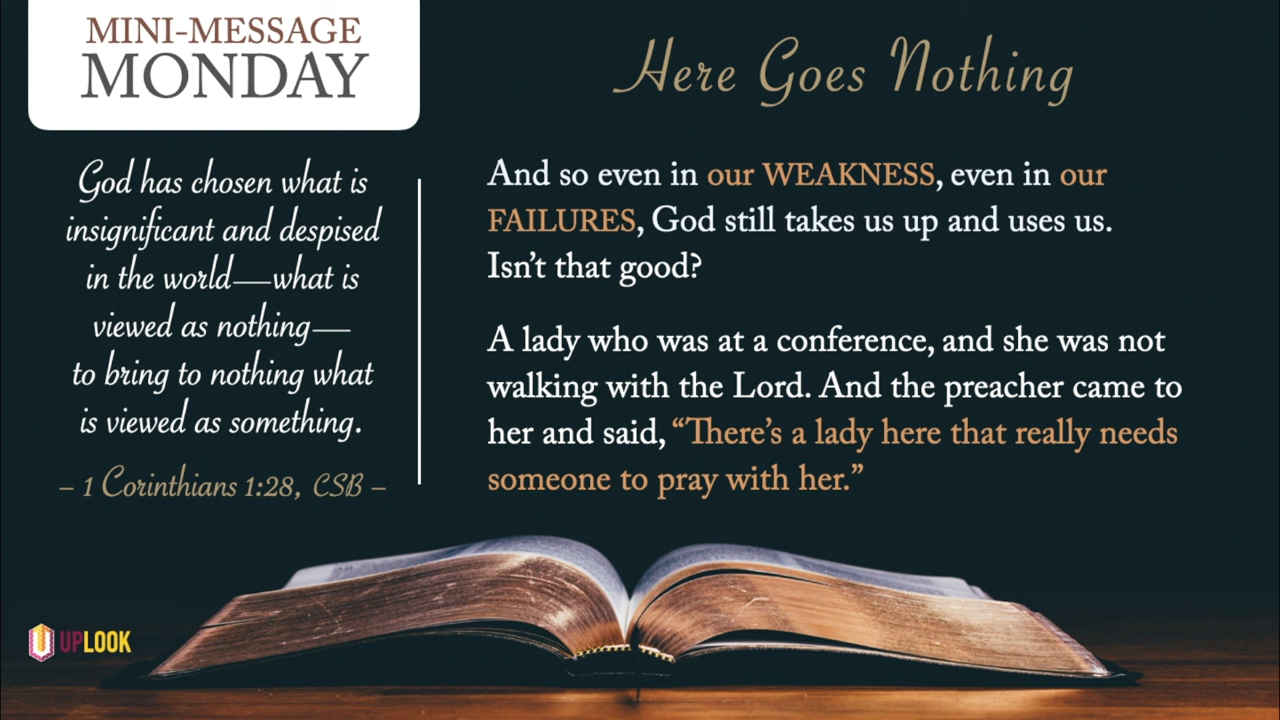 MINI-MESSAGE
MONDAY
God has chosen what is
insignificant and despised
in the world—what is
viewed as nothing—
to bring to nothing what
is viewed as something.
– 1 Corinthians 1:28, CSB –
Here Goes Nothing
And so even in our WEAKNESS, even in our
FAILURES, God still takes us up and uses us.
Isn’t that good?
A lady who was at a conference, and she was not
walking with the Lord. And the preacher came to
her and said, “There’s a lady here that really needs
someone to pray with her.”
UPLOOK